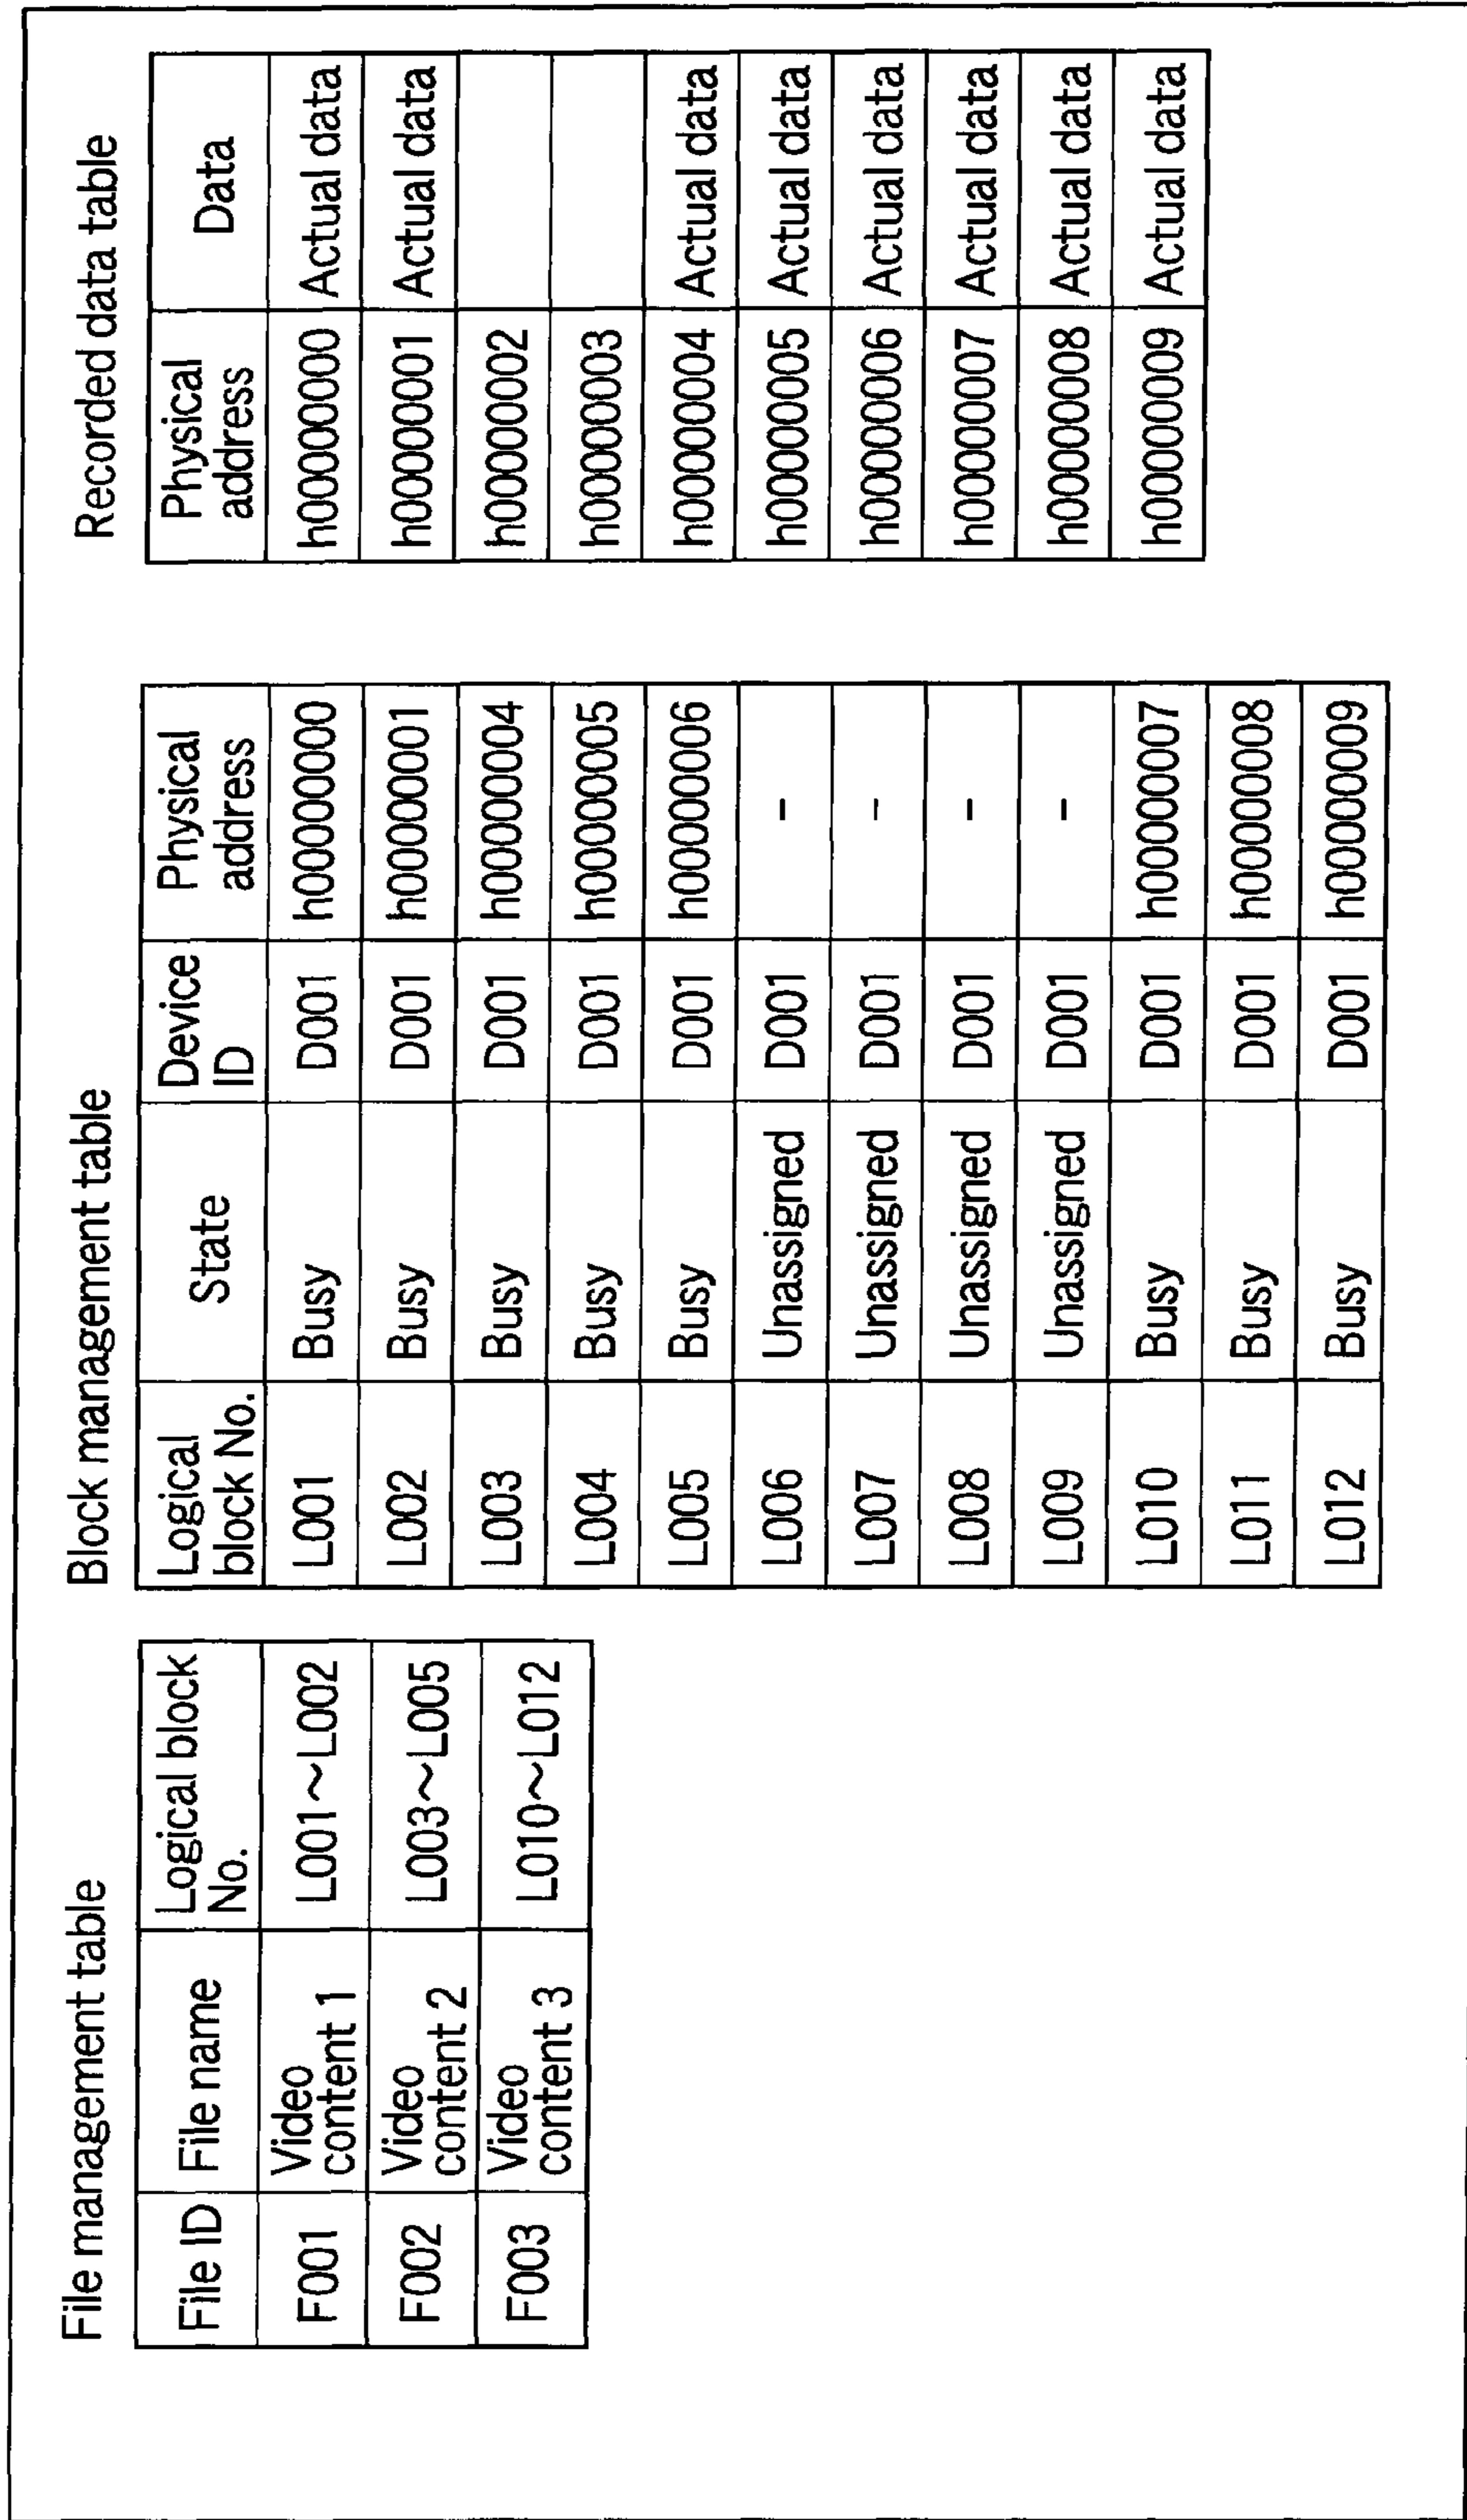 File management table
File ID File name Logical block No.
F001 Video content 1 L001~L002
F002 Video content 2 L003~L005
F003 Video content 3 L010~L012
Block management table
Logical block No. State Device ID Physical address
L001 Busy D001 h00000000
L002 Busy D001 h00000001
L003 Busy D001 h00000004
L004 Busy D001 h00000005
L005 Busy D001 h00000006
L006 Unassigned D001 -
L007 Unassigned D001 -
L008 Unassigned D001 -
L009 Unassigned D001 -
L010 Busy D001 h00000007
L011 Busy D001 h00000008
L012 Busy D001 h00000009
Recorded data table
Physical address Data
h00000000 Actual data
h00000001 Actual data
h00000002
h00000003
h00000004 Actual data
h00000005 Actual data
h00000006 Actual data
h00000007 Actual data
h00000008 Actual data
h00000009 Actual data